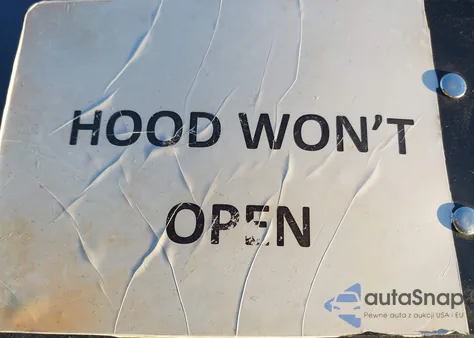 HOOD WON'T
OPEN
autaSnap
Pewne auta z aukcji USA i EU